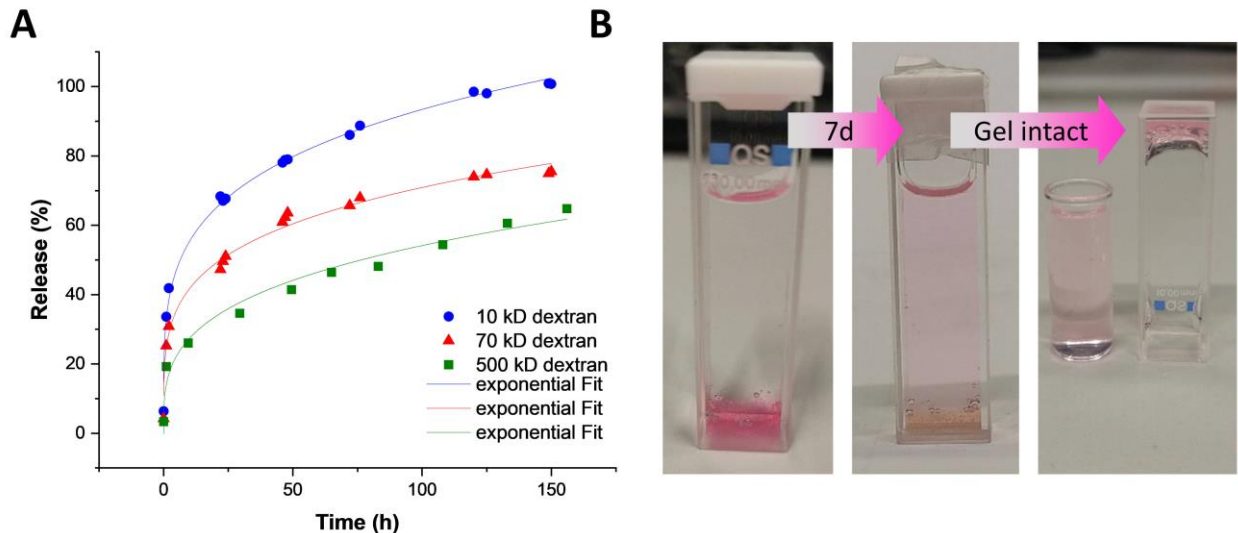 A
Release (%)
100
80
60
40
20
0
10 kD dextran
70 kD dextran
500 kD dextran
exponential Fit
exponential Fit
exponential Fit
0
50
100
150
Time (h)
B
7d
Gel intact
QS